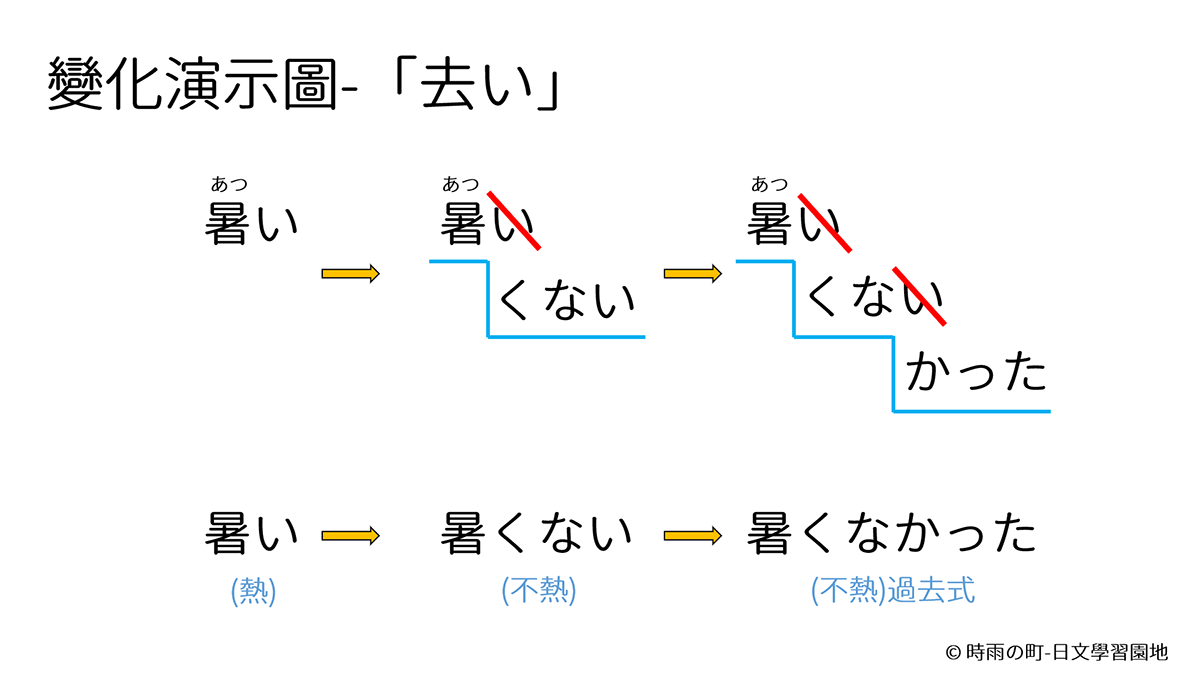 變化演示圖-「去い」
あつ
暑い
あつ
暑い
くない
あつ
暑い
くない
かった
暑い
暑くない
暑くなかった
(熱)
(不熱)
(不熱)過去式
© 時雨の町-日文學習園地